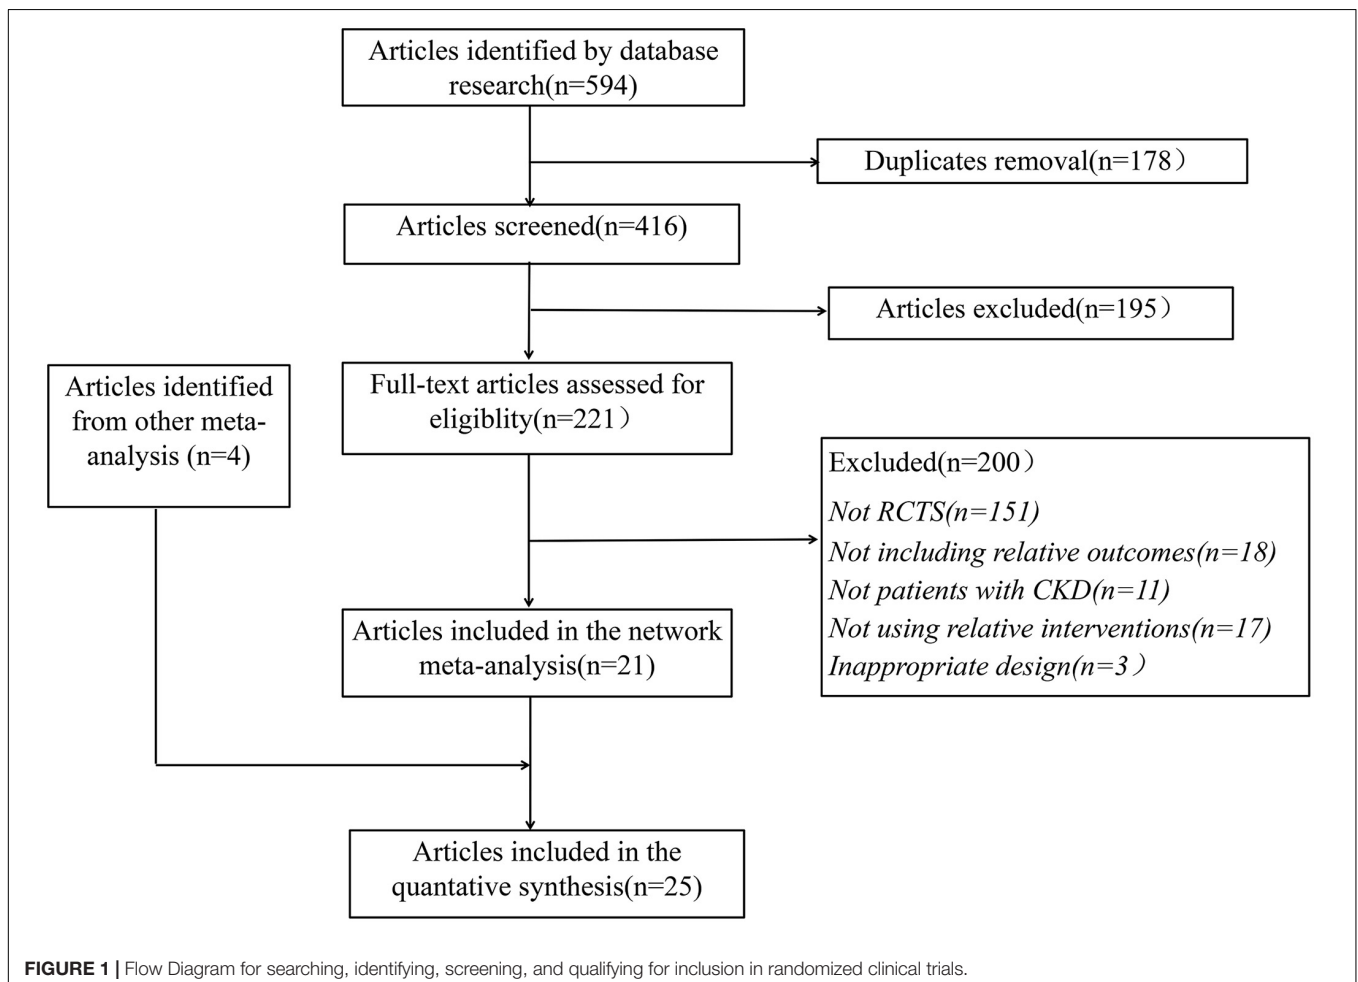 Articles identified by database
research(n=594)
Duplicates removal(n=178）
Articles screened(n=416)
Articles excluded(n=195）
Articles identified
from other meta-
analysis (n=4)
Full-text articles assessed for
eligiblity(n=221）
Excluded(n=200）
Not RCTS(n=151)
Not including relative outcomes(n=18)
Not patients with CKD(n=11)
Not using relative interventions(n=17)
Inappropriate design(n=3）
Articles included in the network
meta-analysis(n=21)
Articles included in the
quantative synthesis(n=25)
FIGURE 1 | Flow Diagram for searching, identifying, screening, and qualifying for inclusion in randomized clinical trials.